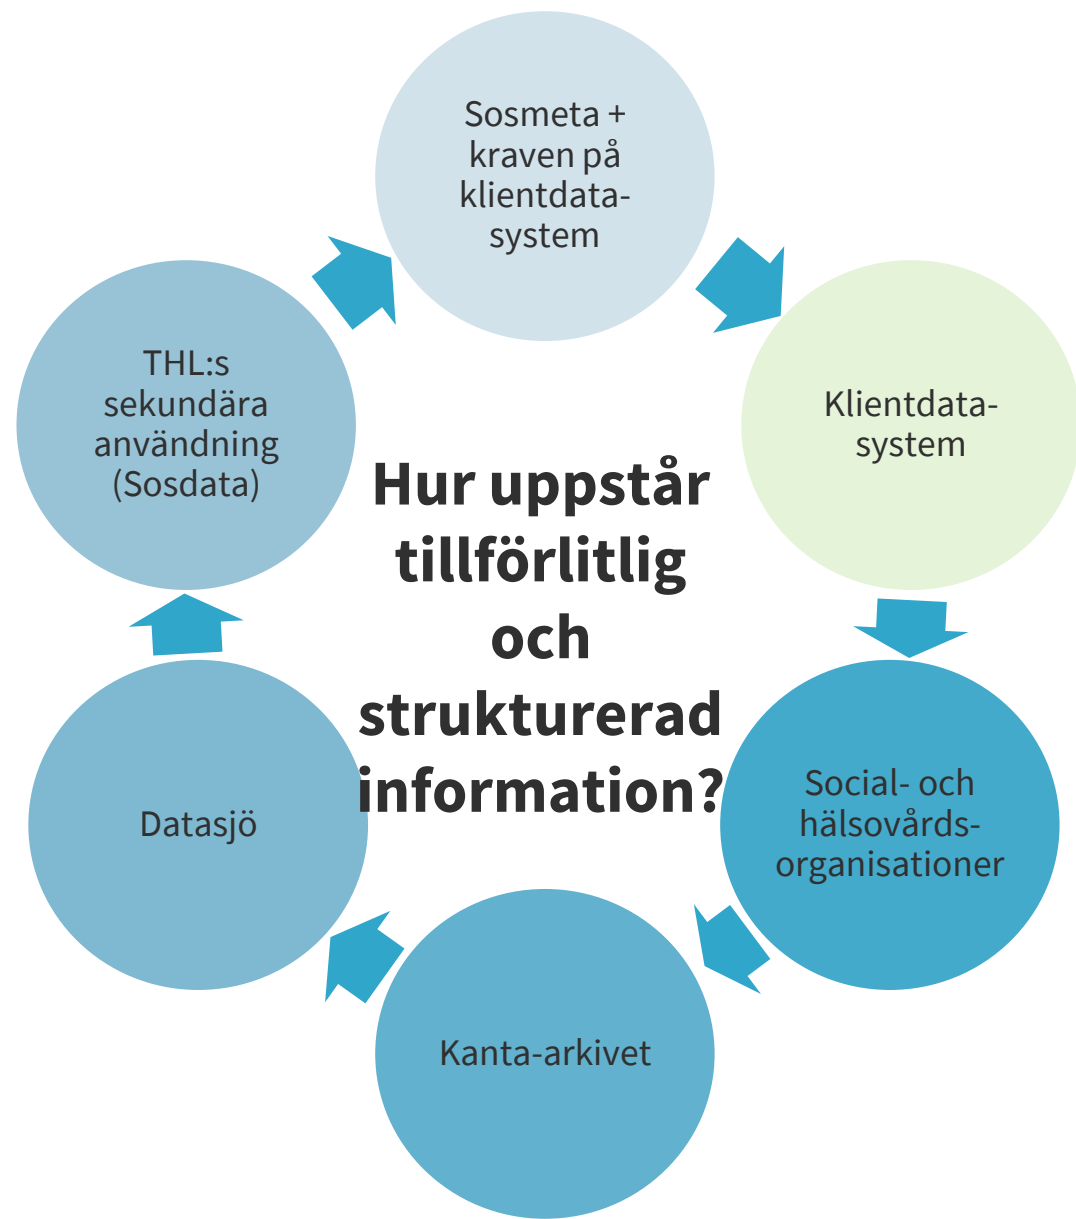 Sosmeta +
kraven på
klientdata-
system
Klientdata-
system
Social- och
hälsovårds-
organisationer
Kanta-arkivet
Datasjö
THL:s
sekundära
användning
(Sosdata)
Hur uppstår
tillförlitlig
och
strukturerad
information?